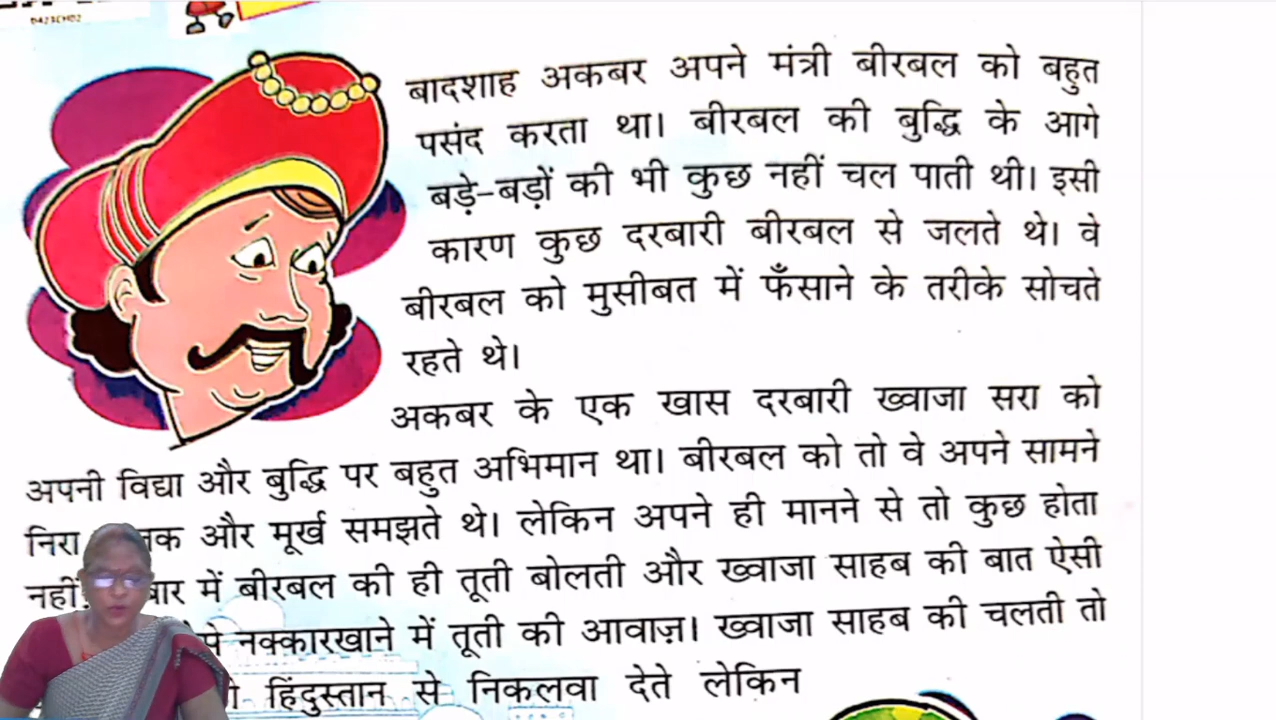 0423CH02
बादशाह अकबर अपने मंत्री बीरबल को बहुत
पसंद करता था। बीरबल की बुद्धि के आगे
बड़े-बड़ों की भी कुछ नहीं चल पाती थी। इसी
कारण कुछ दरबारी बीरबल से जलते थे। वे
बीरबल को मुसीबत में फँसाने के तरीके सोचते
रहते थे।
अकबर के एक खास दरबारी ख्वाजा सरा को
अपनी विद्या और बुद्धि पर बहुत अभिमान था। बीरबल को तो वे अपने सामने
निरा और मूर्ख समझते थे। लेकिन अपने ही मानने से तो कुछ होता
नहीं! में बीरबल की ही तूती बोलती और ख्वाजा साहब की बात ऐसी
नक्कारखाने में तूती की आवाज़। ख्वाजा साहब की चलती तो
हिंदुस्तान से निकलवा देते लेकिन